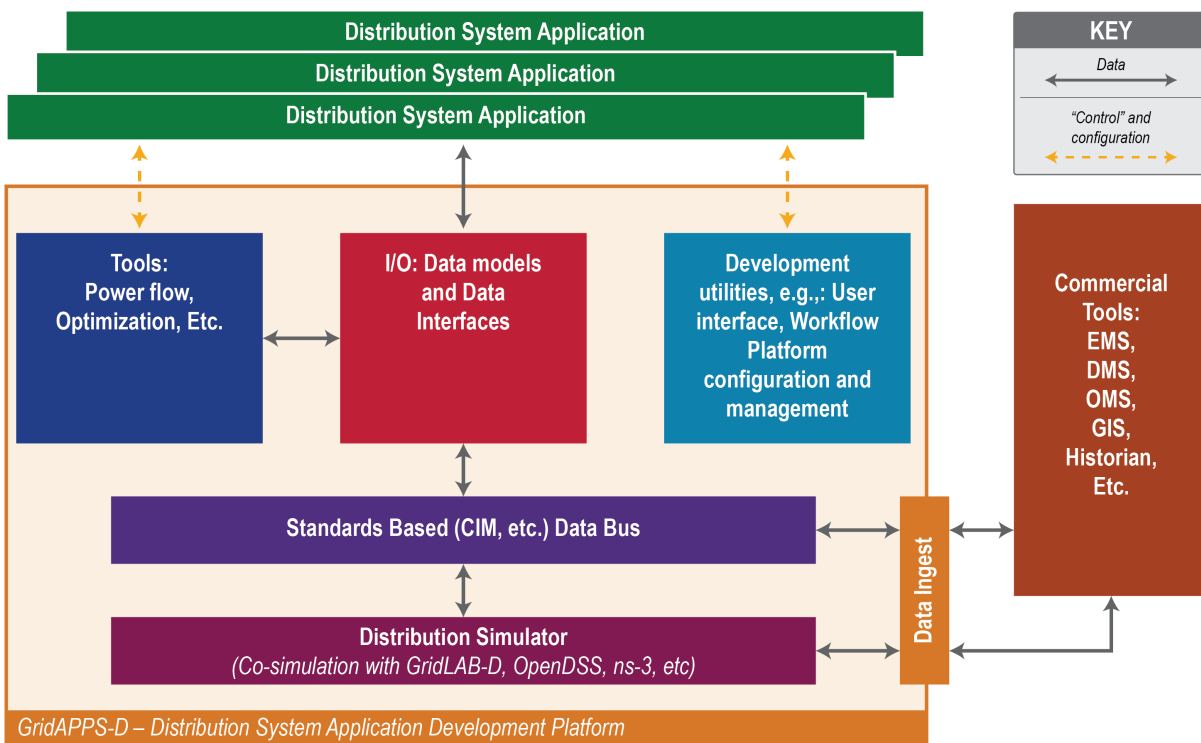 Distribution System Application
Distribution System Application
Distribution System Application
KEY
Data
“Control” and
configuration
Tools:
Power flow,
Optimization, Etc.
I/O: Data models
and Data
Interfaces
Development
utilities, e.g.,: User
interface, Workflow
Platform
configuration and
management
Commercial
Tools:
EMS,
DMS,
OMS,
GIS,
Historian,
Etc.
Standards Based (CIM, etc.) Data Bus
Data Ingest
Distribution Simulator
(Co-simulation with GridLAB-D, OpenDSS, ns-3, etc)
GridAPPS-D – Distribution System Application Development Platform